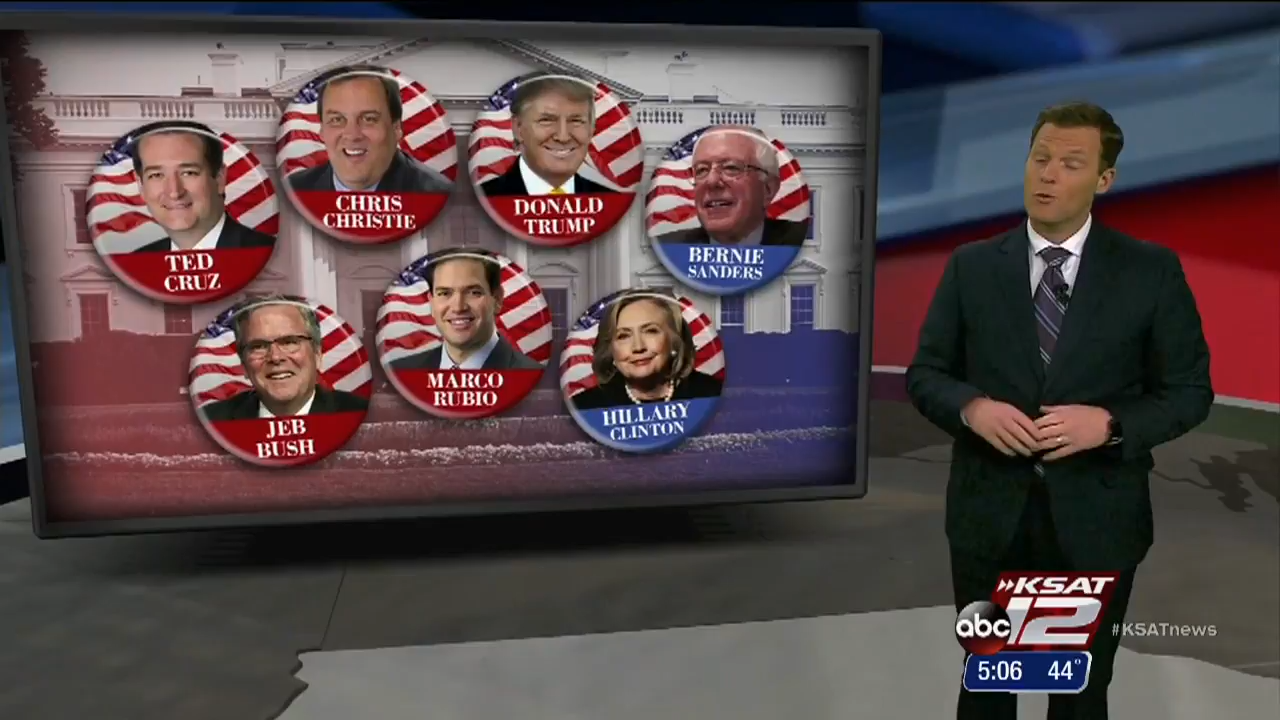 CHRIS
CHRISTIE
DONALD
TRUMP
TED
CRUZ
BERNIE
SANDERS
MARCO
RUBIO
JEB
BUSH
HILLARY
CLINTON
KSAT
abc 12
#KSATnews
5:06 44°